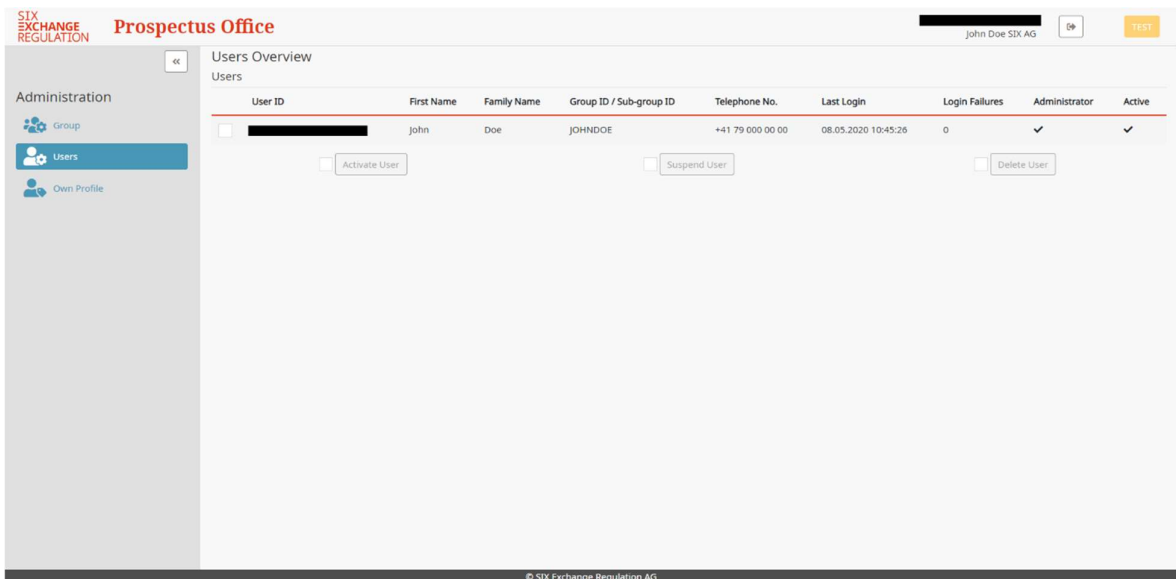 SIX
EXCHANGE
REGULATION
Prospectus Office
John Doe SIX AG
TEST
«
Users Overview
Users
Administration
Group
Users
Own Profile
User ID First Name Family Name Group ID / Sub-group ID Telephone No. Last Login Login Failures Administrator Active
John Doe JOHNDOE +41 79 000 00 00 08.05.2020 10:45:26 0 ✔ ✔
Activate User Suspend User Delete User
© SIX Exchange Regulation AG